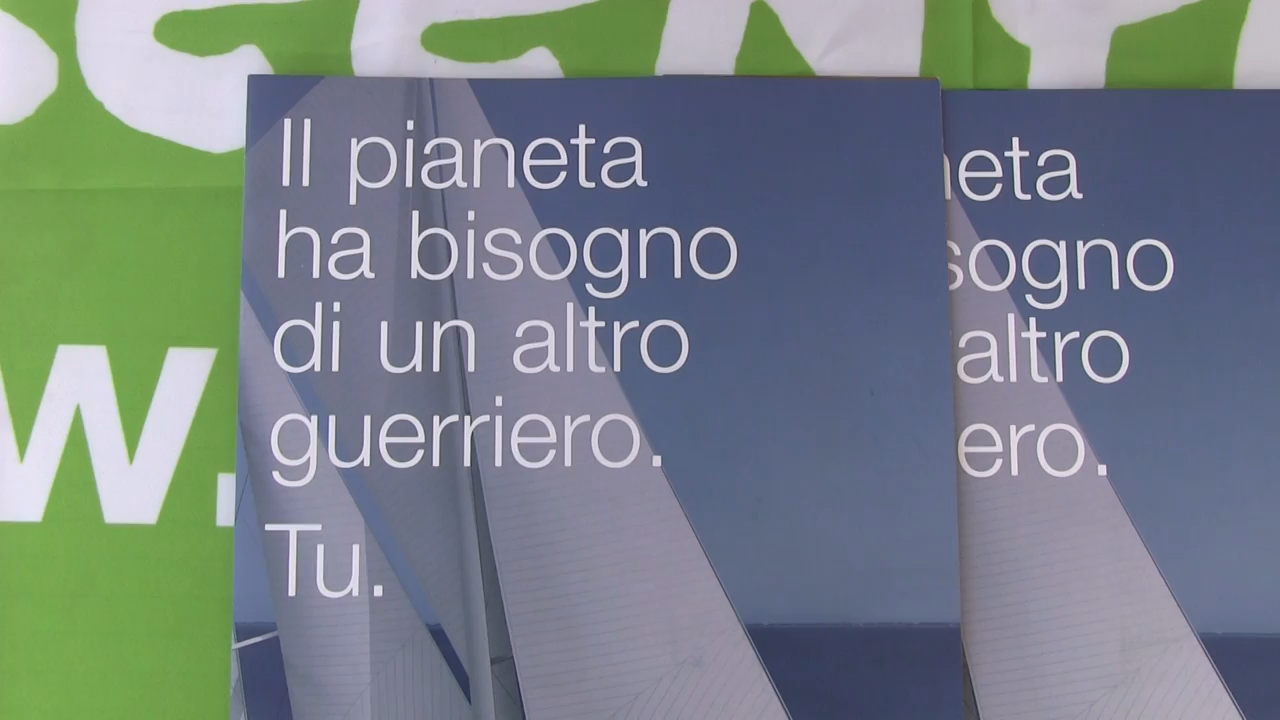 Il pianeta
ha bisogno
di un altro
guerriero.
Tu.
neta
sogno
altro
ero.
W.